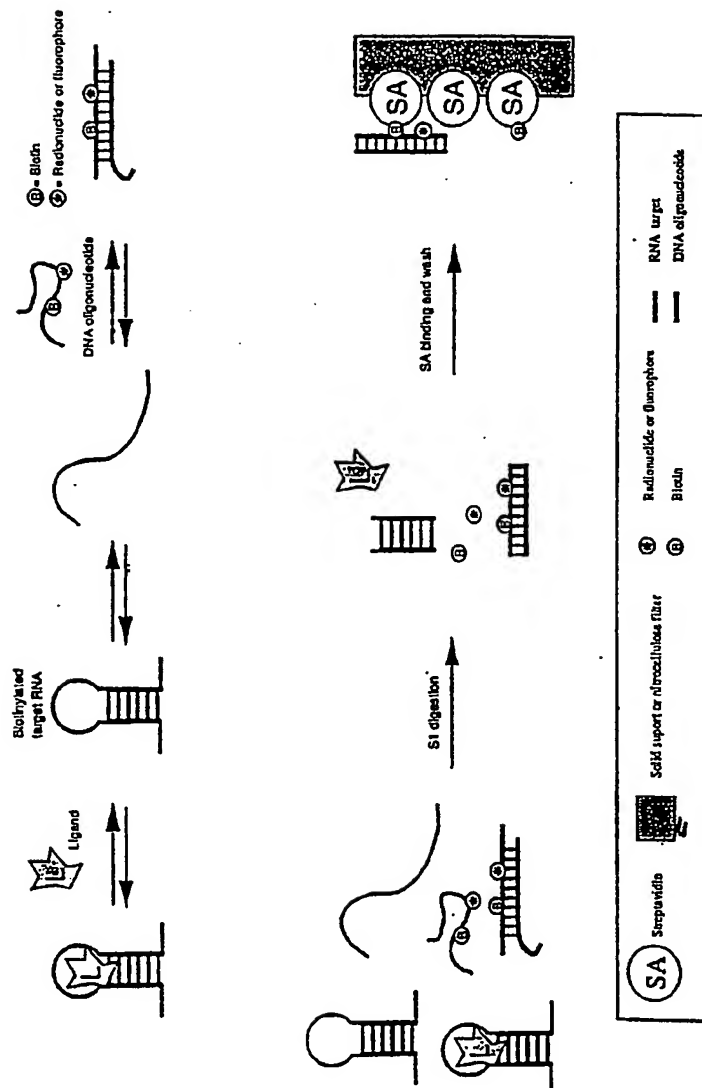 L
Ligand
Biotinylated
target RNA
B
DNA oligonucleotide
B = Biotin
* = Radionuclide or fluorophore
B *
L
B
B *
S1 digestion
L
B *
B *
SA binding and wash
B *
SA
SA
B SA
SA Streptavidin
Solid suport or nitrocellulose filter
* Radionuclide or fluorophore
B Biotin
RNA target
DNA oligonucleotide